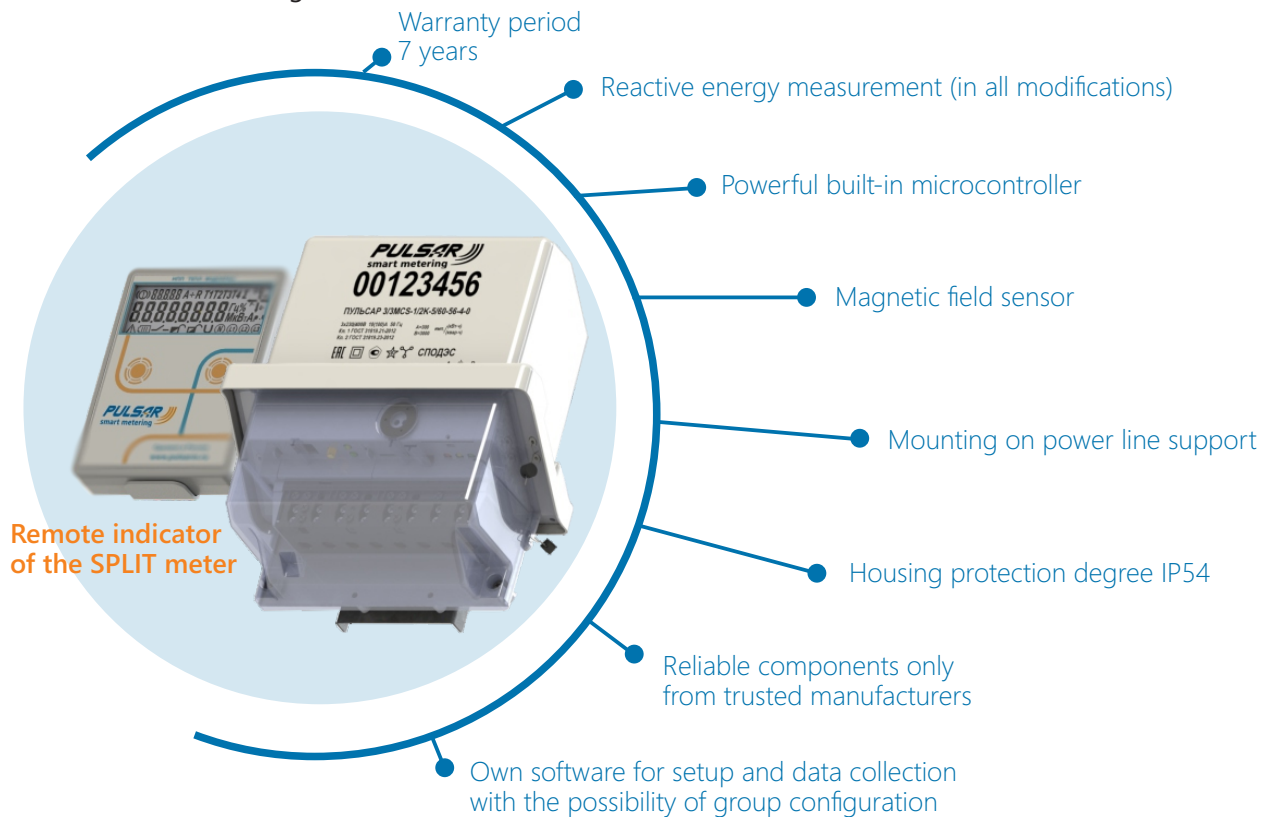 Warranty period
7 years
Reactive energy measurement (in all modifications)
Powerful built-in microcontroller
Magnetic field sensor
Mounting on power line support
Housing protection degree IP54
Reliable components only
from trusted manufacturers
Own software for setup and data collection
with the possibility of group configuration
Remote indicator
of the SPLIT meter
PULSAR
smart metering
00123456
ПУЛЬСАР 3/3MCS-1/2K-5/60-56-4-0
EAC
СПОДЭС
PULSAR
smart metering